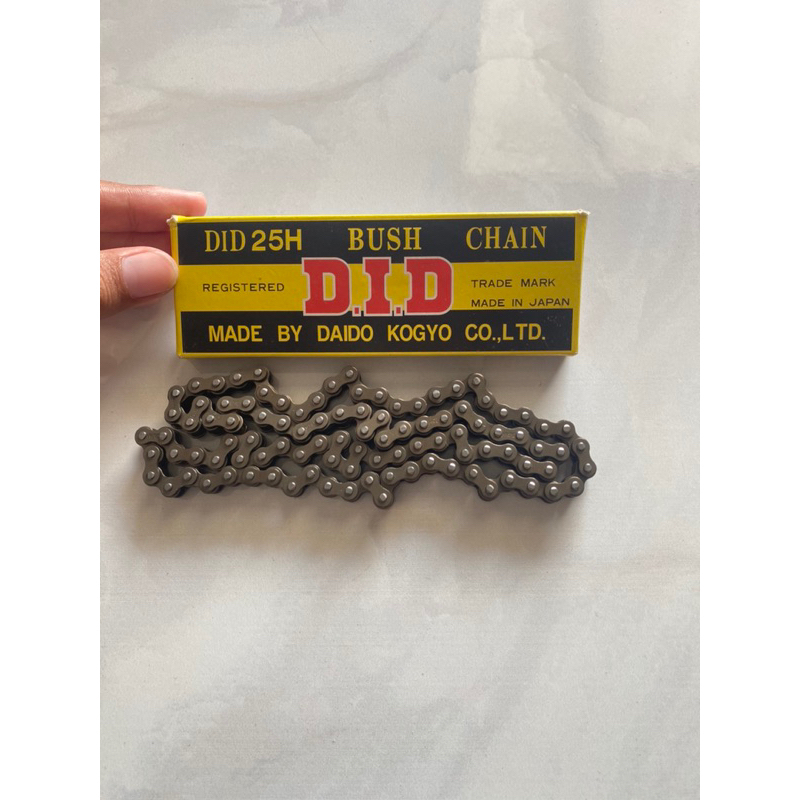 DID 25H BUSH CHAIN
REGISTERED D.I.D TRADE MARK
MADE IN JAPAN
MADE BY DAIDO KOGYO CO.,LTD.